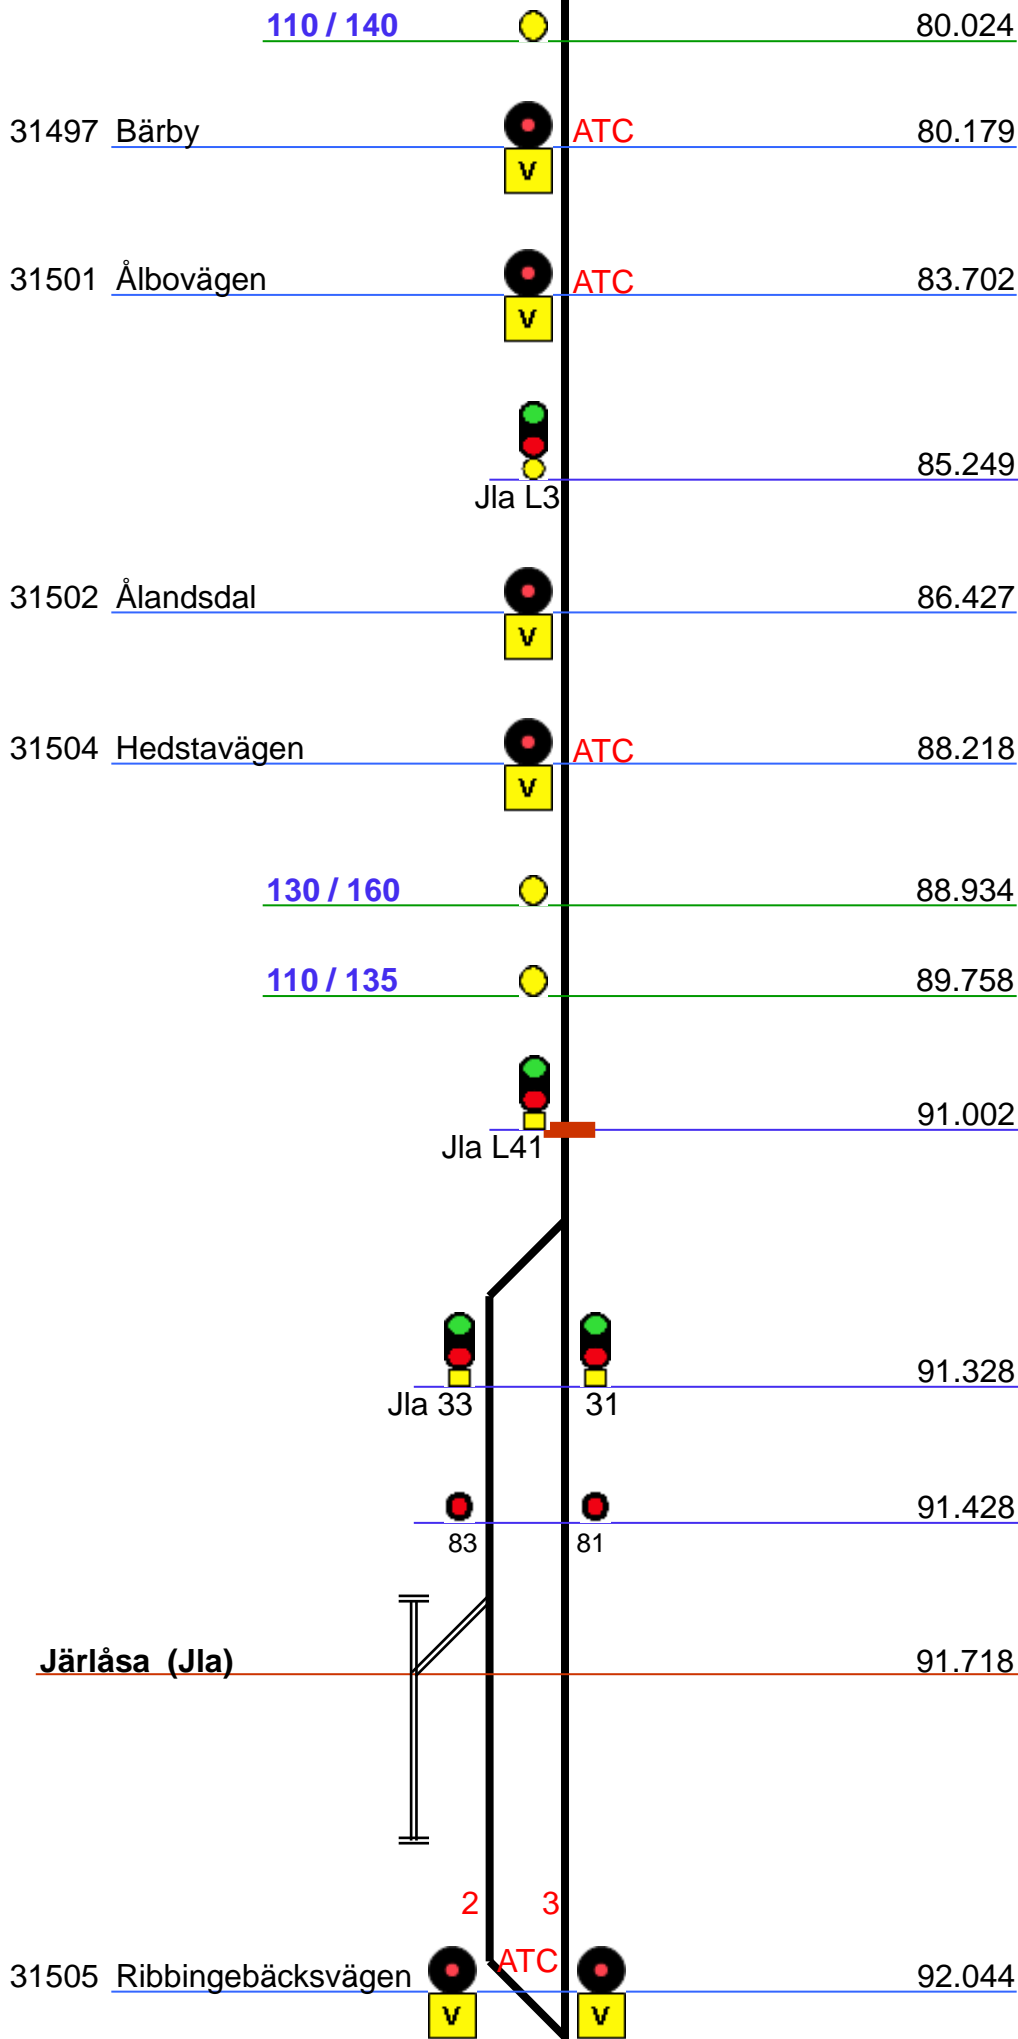 110 / 140 80.024
31497 Bärby ATC 80.179
V
31501 Ålbovägen ATC 83.702
V
85.249
Jla L3
31502 Ålandsdal 86.427
V
31504 Hedstavägen ATC 88.218
V
130 / 160 88.934
110 / 135 89.758
91.002
Jla L41
91.328
Jla 33 31
91.428
83 81
Järlåsa (Jla) 91.718
2 3
ATC
31505 Ribbingebäcksvägen 92.044
V V